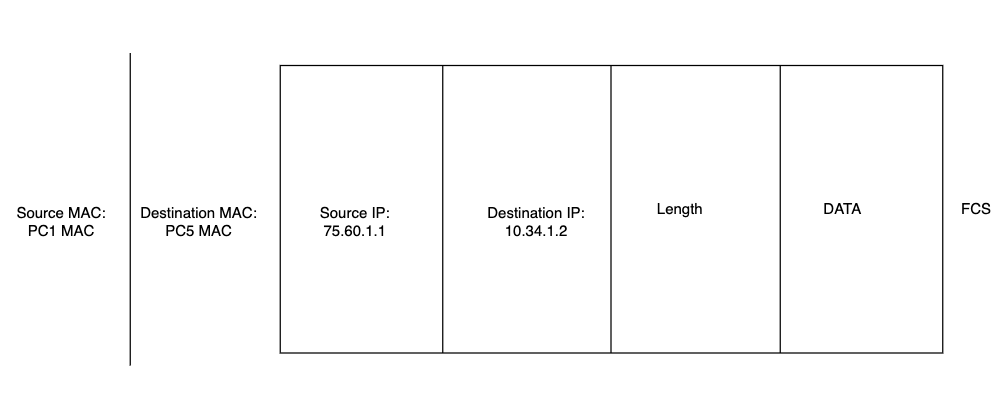 Source MAC:
PC1 MAC
Destination MAC:
PC5 MAC
Source IP:
75.60.1.1
Destination IP:
10.34.1.2
Length
DATA
FCS